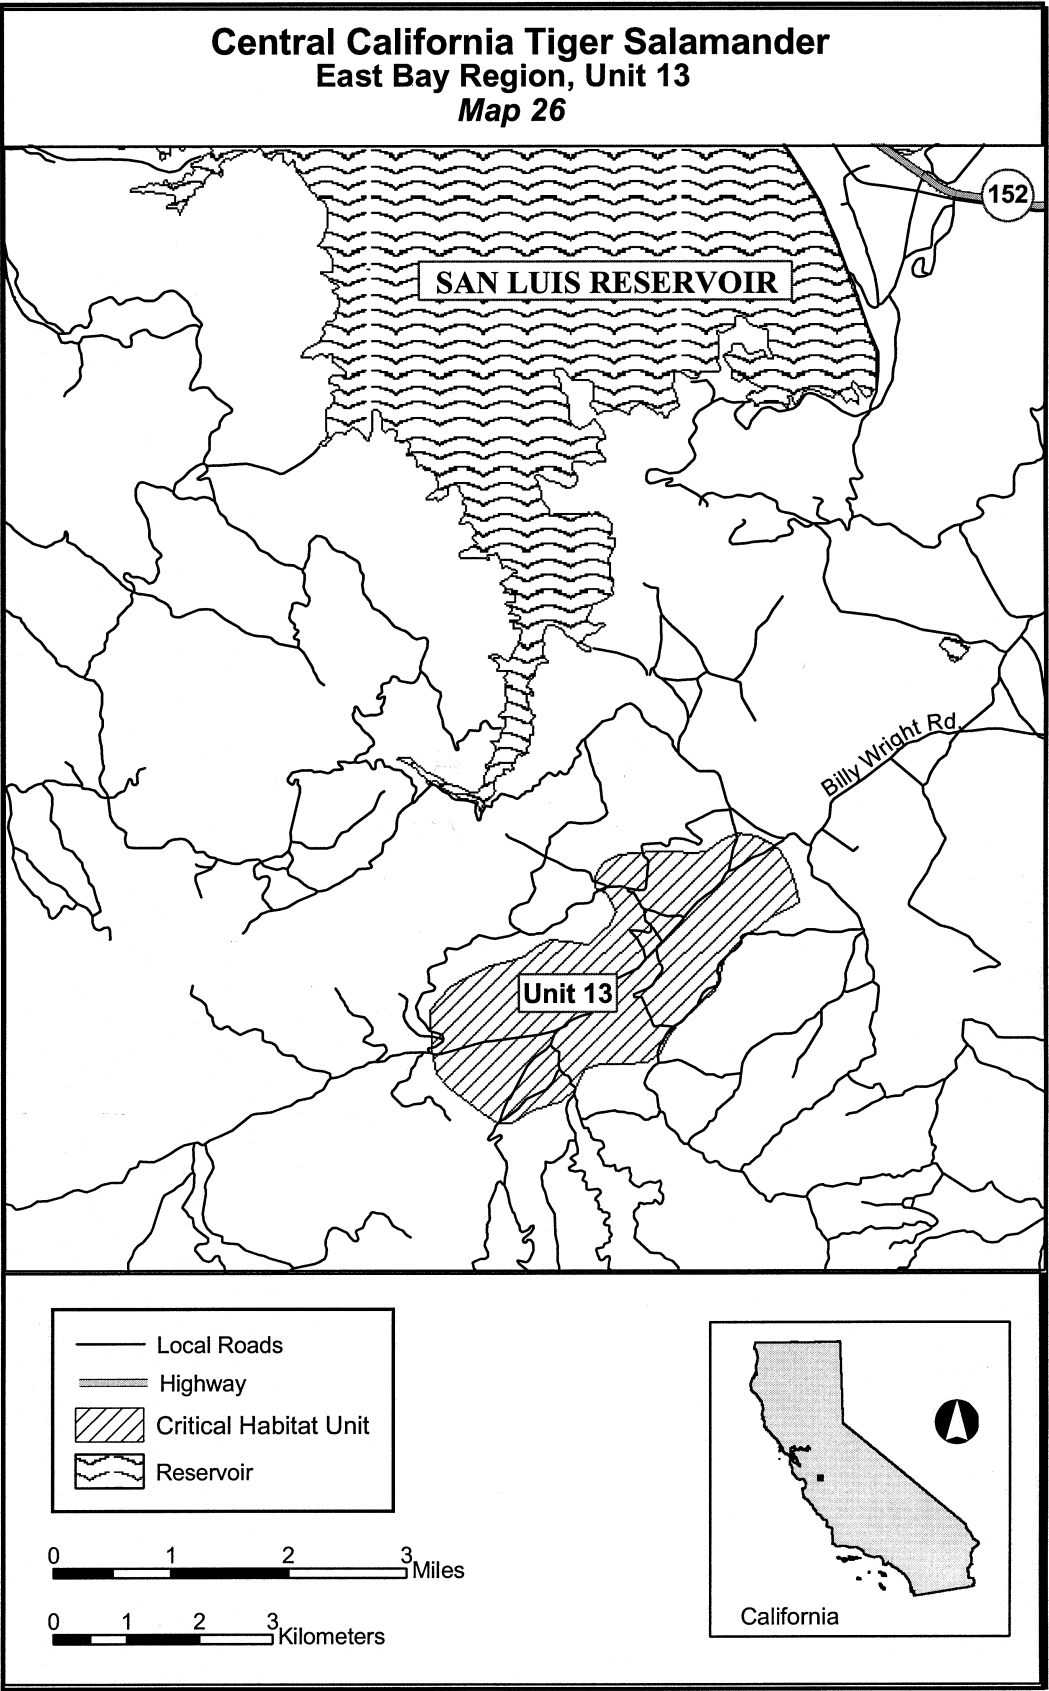 Central California Tiger Salamander
East Bay Region, Unit 13
Map 26
152
SAN LUIS RESERVOIR
Billy Wright Rd.
Unit 13
Local Roads
Highway
Critical Habitat Unit
Reservoir
0 1 2 3 Miles
0 1 2 3 Kilometers
California